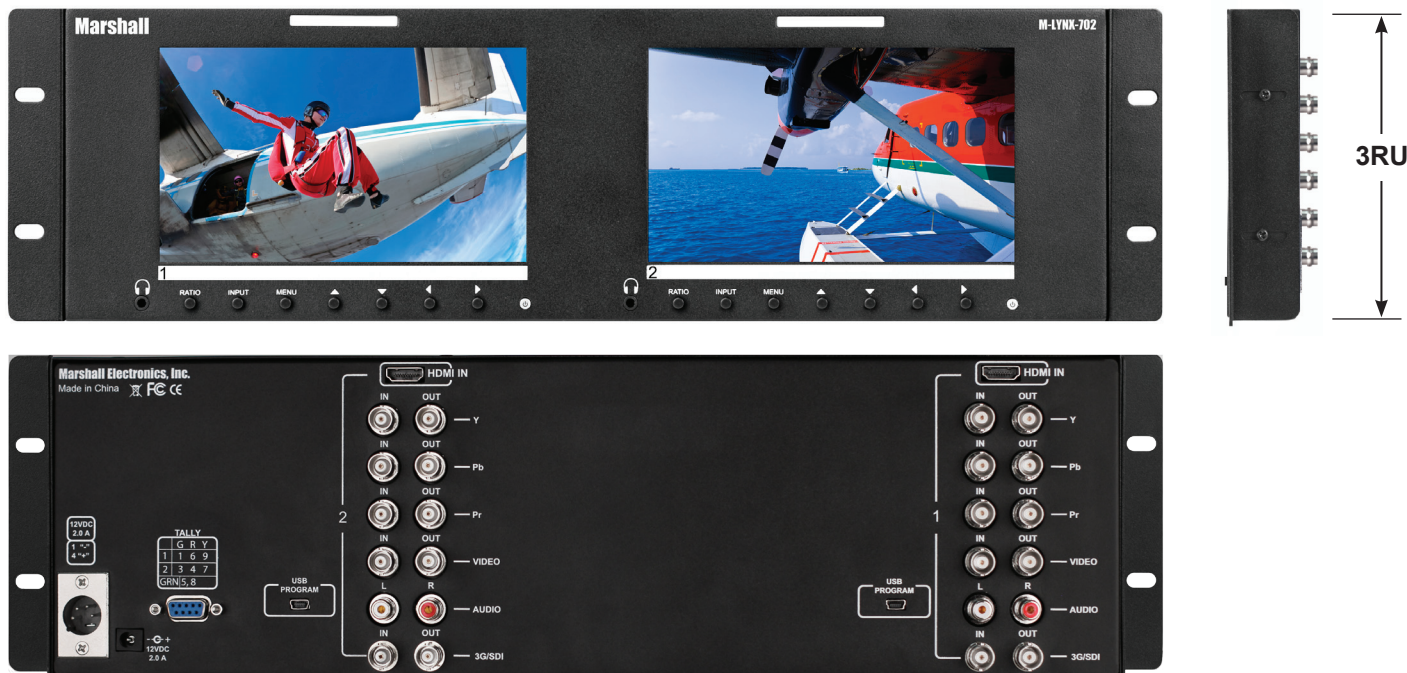 Marshall
M-LYNX-702
1
2
RATIO INPUT MENU
RATIO INPUT MENU
3RU
Marshall Electronics, Inc.
Made in China FC CE
HDMI IN
IN OUT
Y
IN OUT
Pb
IN OUT
Pr
2
IN OUT
VIDEO
L R
AUDIO
IN OUT
3G/SDI
USB
PROGRAM
12VDC
2.0 A
1 "-"
4 "+"
TALLY
G R Y
1 1 6 9
2 3 4 7
GRN 5, 8
- +
12VDC
2.0 A
HDMI IN
IN OUT
Y
IN OUT
Pb
IN OUT
Pr
1
IN OUT
VIDEO
L R
AUDIO
IN OUT
3G/SDI
USB
PROGRAM